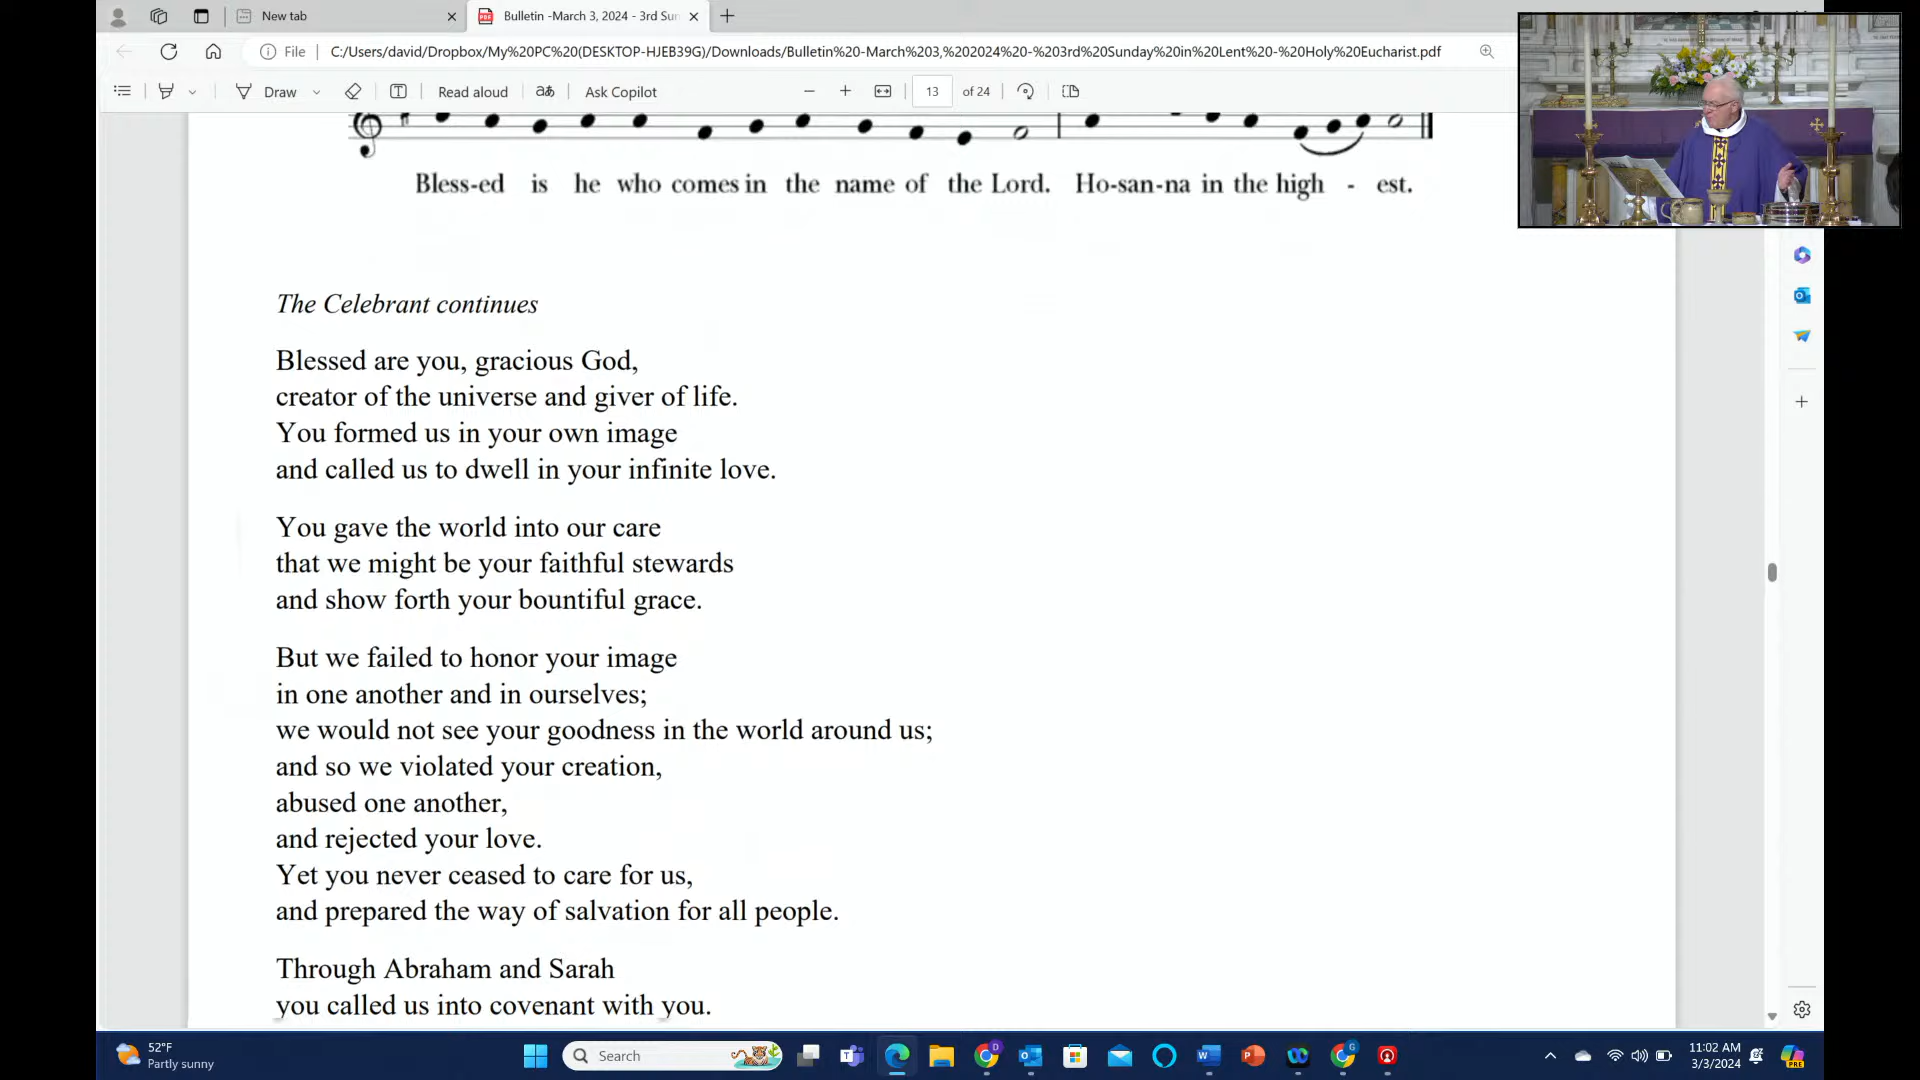 New tab
Bulletin -March 3, 2024 - 3rd Sun
File
C:/Users/david/Dropbox/My%20PC%20(DESKTOP-HJEB39G)/Downloads/Bulletin%20-March%203,%202024%20-%203rd%20Sunday%20in%20Lent%20-%20Holy%20Eucharist.pdf
Draw
Read aloud
Ask Copilot
13
of 24
Bless-ed is he who comes in the name of the Lord. Ho-san-na in the high - est.
The Celebrant continues
Blessed are you, gracious God,
creator of the universe and giver of life.
You formed us in your own image
and called us to dwell in your infinite love.
You gave the world into our care
that we might be your faithful stewards
and show forth your bountiful grace.
But we failed to honor your image
in one another and in ourselves;
we would not see your goodness in the world around us;
and so we violated your creation,
abused one another,
and rejected your love.
Yet you never ceased to care for us,
and prepared the way of salvation for all people.
Through Abraham and Sarah
you called us into covenant with you.
52°F
Partly sunny
Search
11:02 AM
3/3/2024